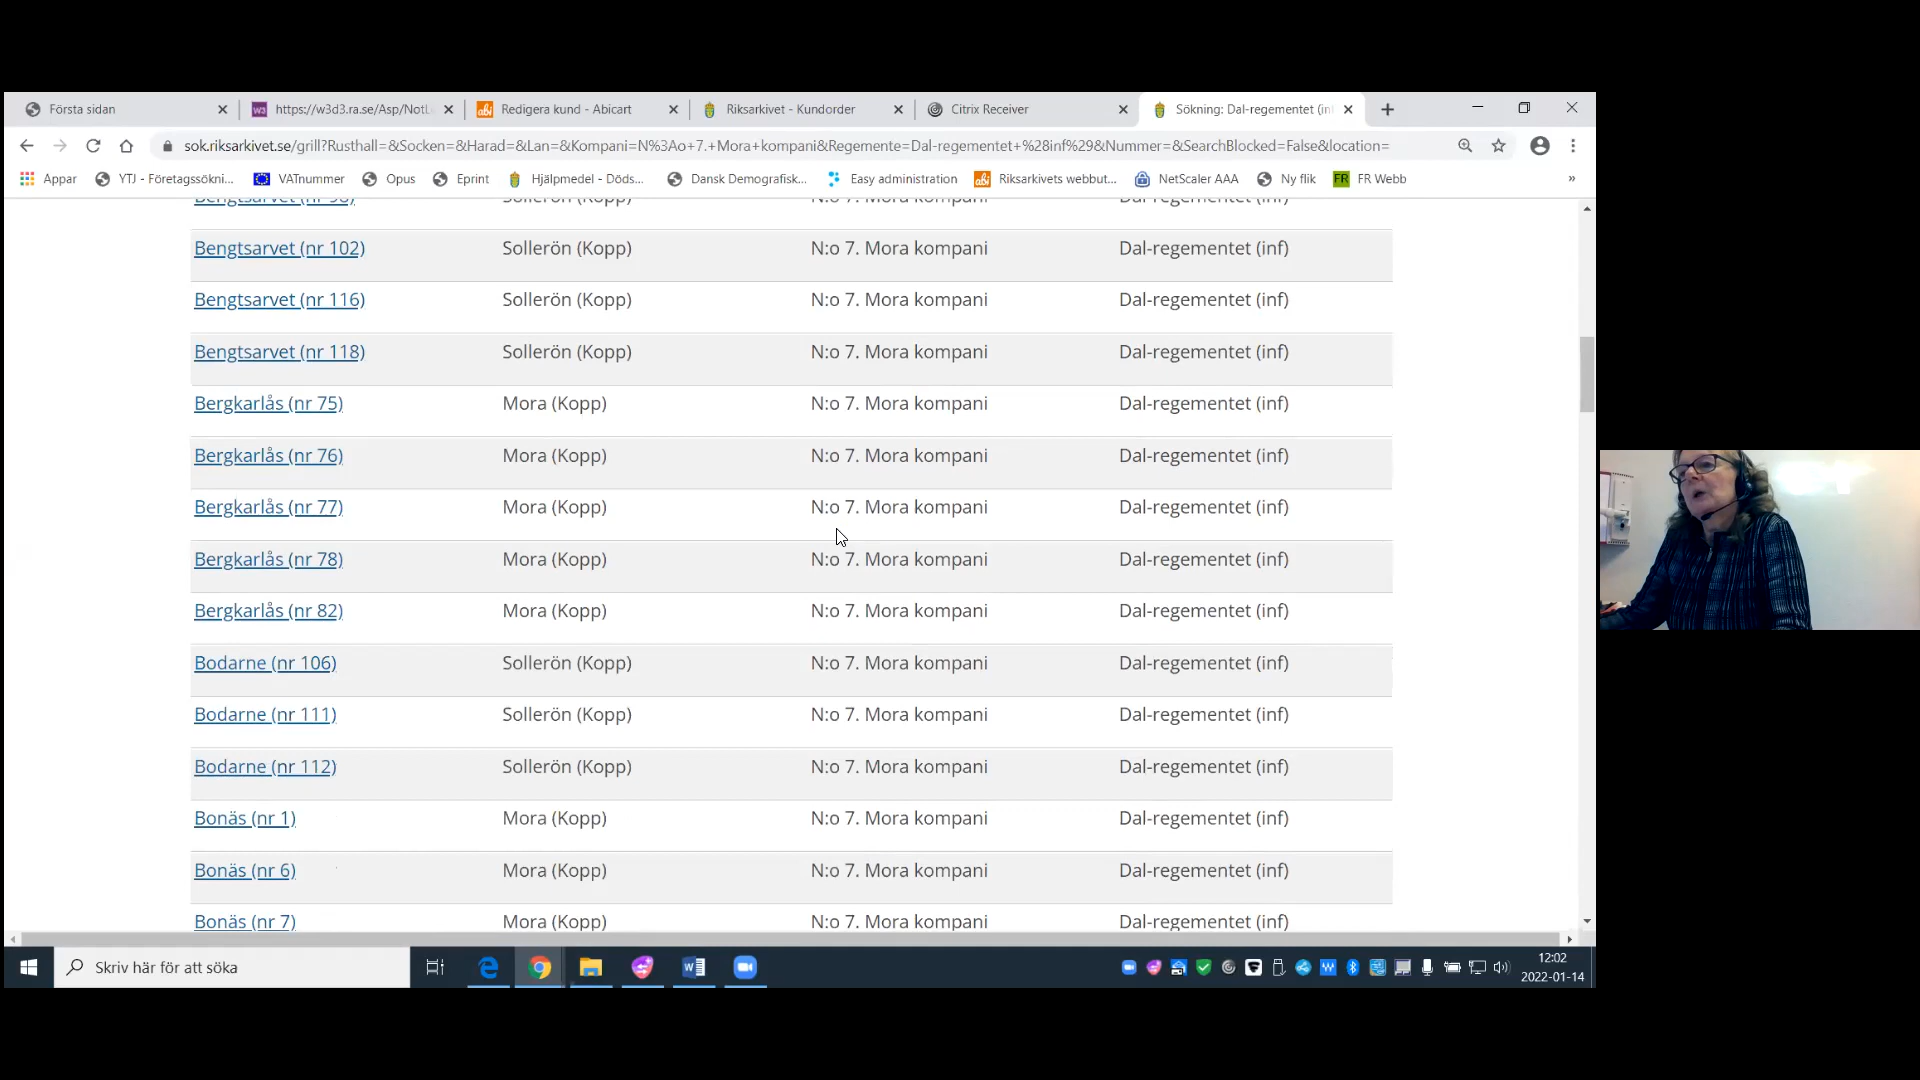 Första sidan
https://w3d3.ra.se/Asp/NotL
Redigera kund - Abicart
Riksarkivet - Kundorder
Citrix Receiver
Sökning: Dal-regementet (in
sok.riksarkivet.se/grill?Rusthall=&Socken=&Harad=&Lan=&Kompani=N%3Ao+7.+Mora+kompani&Regemente=Dal-regementet+%28inf%29&Nummer=&SearchBlocked=False&location=
Appar YTJ - Företagssökni... VATnummer Opus Eprint Hjälpmedel - Döds... Dansk Demografisk... Easy administration Riksarkivets webbut... NetScaler AAA Ny flik FR Webb »
Bengtsarvet (nr 98) Sollerön (Kopp) N:o 7. Mora kompani Dal-regementet (inf)
Bengtsarvet (nr 102) Sollerön (Kopp) N:o 7. Mora kompani Dal-regementet (inf)
Bengtsarvet (nr 116) Sollerön (Kopp) N:o 7. Mora kompani Dal-regementet (inf)
Bengtsarvet (nr 118) Sollerön (Kopp) N:o 7. Mora kompani Dal-regementet (inf)
Bergkarlås (nr 75) Mora (Kopp) N:o 7. Mora kompani Dal-regementet (inf)
Bergkarlås (nr 76) Mora (Kopp) N:o 7. Mora kompani Dal-regementet (inf)
Bergkarlås (nr 77) Mora (Kopp) N:o 7. Mora kompani Dal-regementet (inf)
Bergkarlås (nr 78) Mora (Kopp) N:o 7. Mora kompani Dal-regementet (inf)
Bergkarlås (nr 82) Mora (Kopp) N:o 7. Mora kompani Dal-regementet (inf)
Bodarne (nr 106) Sollerön (Kopp) N:o 7. Mora kompani Dal-regementet (inf)
Bodarne (nr 111) Sollerön (Kopp) N:o 7. Mora kompani Dal-regementet (inf)
Bodarne (nr 112) Sollerön (Kopp) N:o 7. Mora kompani Dal-regementet (inf)
Bonäs (nr 1) Mora (Kopp) N:o 7. Mora kompani Dal-regementet (inf)
Bonäs (nr 6) Mora (Kopp) N:o 7. Mora kompani Dal-regementet (inf)
Bonäs (nr 7) Mora (Kopp) N:o 7. Mora kompani Dal-regementet (inf)
Skriv här för att söka
12:02
2022-01-14